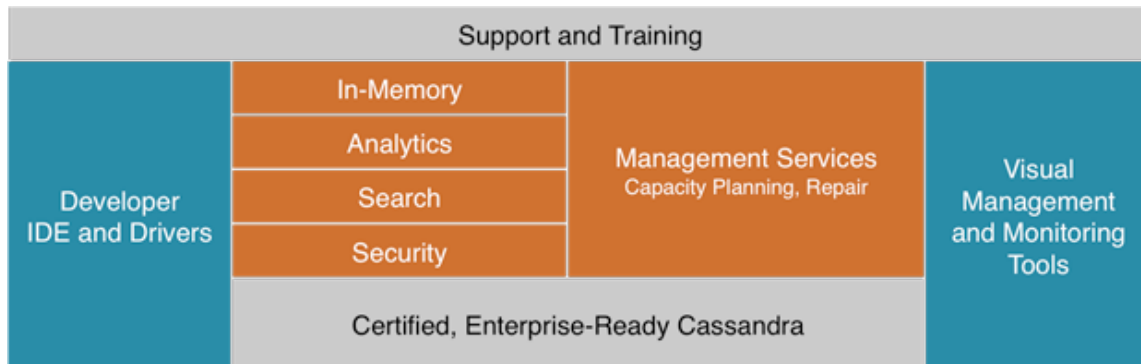 Support and Training
In-Memory
Analytics
Search
Security
Management Services
Capacity Planning, Repair
Developer
IDE and Drivers
Visual
Management
and Monitoring
Tools
Certified, Enterprise-Ready Cassandra